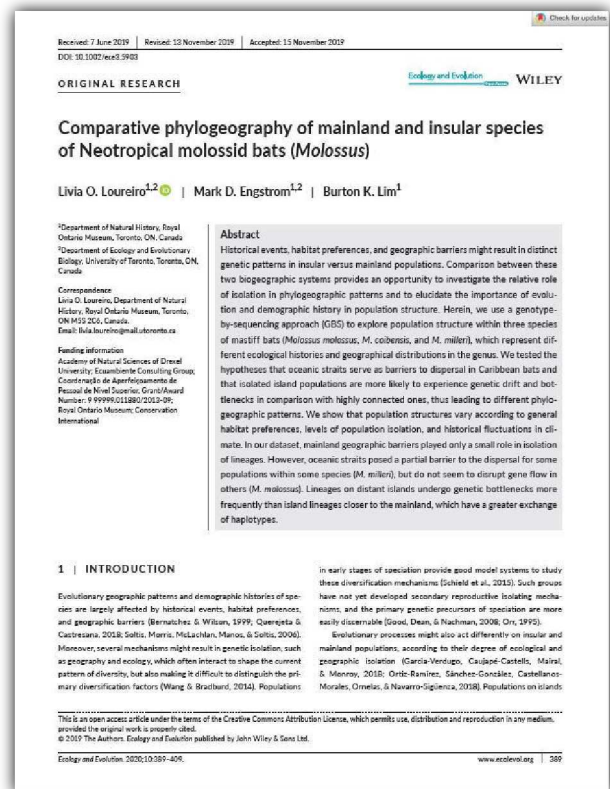 Check for updates
Received: 7 June 2019 | Revised: 13 November 2019 | Accepted: 15 November 2019
DOI: 10.1002/ece3.5903
ORIGINAL RESEARCH
Ecology and Evolution
WILEY
Comparative phylogeography of mainland and insular species
of Neotropical molossid bats (Molossus)
Livia O. Loureiro1,2 | Mark D. Engstrom1,2 | Burton K. Lim1
1Department of Natural History, Royal
Ontario Museum, Toronto, ON, Canada
2Department of Ecology and Evolutionary
Biology, University of Toronto, Toronto, ON,
Canada
Correspondence
Livia O. Loureiro, Department of Natural
History, Royal Ontario Museum, Toronto,
ON M5S 2C6, Canada.
Email: livia.loureiro@mail.utoronto.ca
Funding information
Academy of Natural Sciences of Drexel
University; Ecuambiente Consulting Group;
Coordenação de Aperfeiçoamento de
Pessoal de Nível Superior, Grant/Award
Number: 9 99999.011880/2013-09;
Royal Ontario Museum; Conservation
International
Abstract
Historical events, habitat preferences, and geographic barriers might result in distinct
genetic patterns in insular versus mainland populations. Comparison between these
two biogeographic systems provides an opportunity to investigate the relative role
of isolation in phylogeographic patterns and to elucidate the importance of evolu-
tion and demographic history in population structure. Herein, we use a genotype-
by-sequencing approach (GBS) to explore population structure within three species
of mastiff bats (Molossus molossus, M. coibensis, and M. milleri), which represent dif-
ferent ecological histories and geographical distributions in the genus. We tested the
hypotheses that oceanic straits serve as barriers to dispersal in Caribbean bats and
that isolated island populations are more likely to experience genetic drift and bot-
tlenecks in comparison with highly connected ones, thus leading to different phylo-
geographic patterns. We show that population structures vary according to general
habitat preferences, levels of population isolation, and historical fluctuations in cli-
mate. In our dataset, mainland geographic barriers played only a small role in isolation
of lineages. However, oceanic straits posed a partial barrier to the dispersal for some
populations within some species (M. milleri), but do not seem to disrupt gene flow in
others (M. molossus). Lineages on distant islands undergo genetic bottlenecks more
frequently than island lineages closer to the mainland, which have a greater exchange
of haplotypes.
1 | INTRODUCTION
Evolutionary geographic patterns and demographic histories of spe-
cies are largely affected by historical events, habitat preferences,
and geographic barriers (Bernatchez & Wilson, 1999; Querejeta &
Castresana, 2018; Soltis, Morris, McLachlan, Manos, & Soltis, 2006).
Moreover, several mechanisms might result in genetic isolation, such
as geography and ecology, which often interact to shape the current
pattern of diversity, but also making it difficult to distinguish the pri-
mary diversification factors (Wang & Bradburd, 2014). Populations
in early stages of speciation provide good model systems to study
these diversification mechanisms (Schield et al., 2015). Such groups
have not yet developed secondary reproductive isolating mecha-
nisms, and the primary genetic precursors of speciation are more
easily discernable (Good, Dean, & Nachman, 2008; Orr, 1995).
Evolutionary processes might also act differently on insular and
mainland populations, according to their degree of ecological and
geographic isolation (García-Verdugo, Caujapé-Castells, Mairal,
& Monroy, 2018; Ortiz-Ramírez, Sánchez-González, Castellanos-
Morales, Ornelas, & Navarro-Sigüenza, 2018). Populations on islands
This is an open access article under the terms of the Creative Commons Attribution License, which permits use, distribution and reproduction in any medium,
provided the original work is properly cited.
© 2019 The Authors. Ecology and Evolution published by John Wiley & Sons Ltd.
Ecology and Evolution. 2020;10:389–409.
www.ecolevol.org | 389